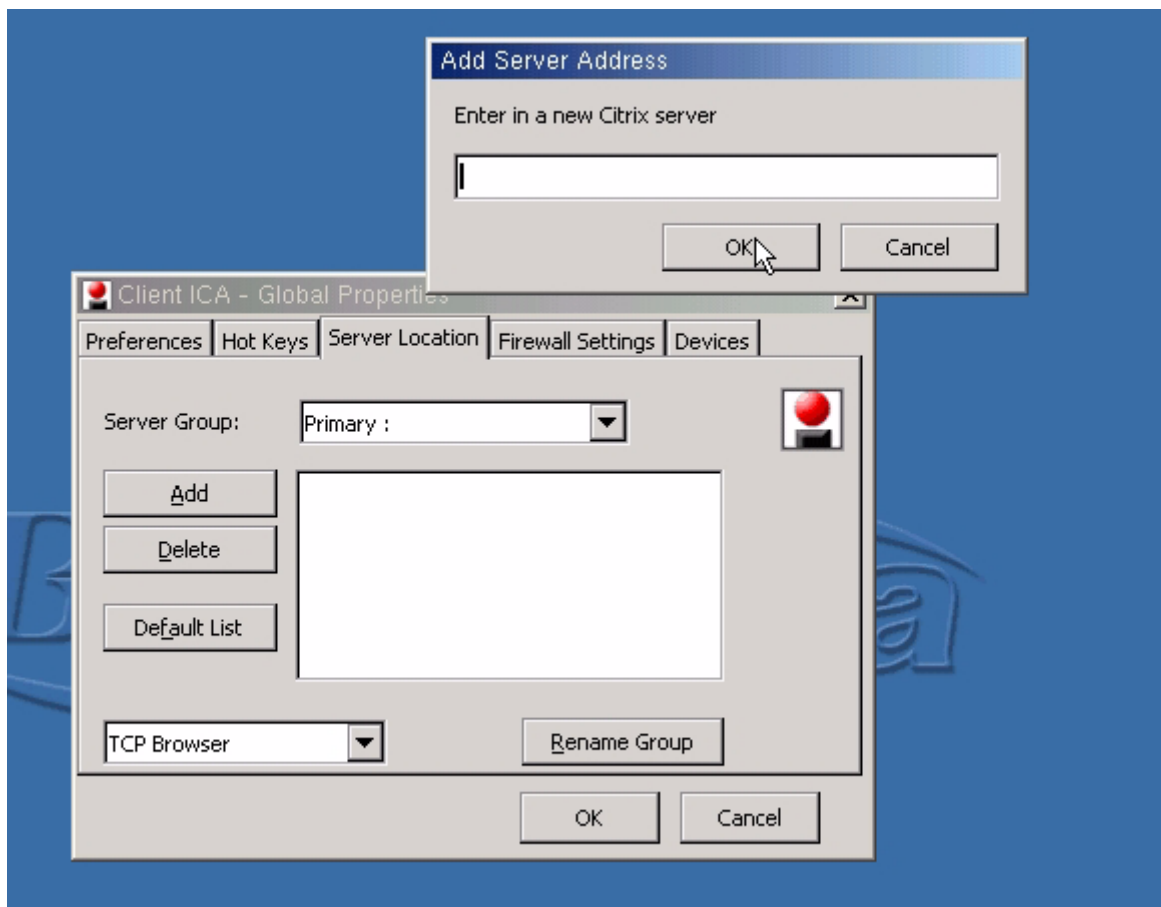 Add Server Address
Enter in a new Citrix server
OK Cancel
Client ICA - Global Properties
Preferences Hot Keys Server Location Firewall Settings Devices
Server Group: Primary :
Add
Delete
Default List
TCP Browser Rename Group
OK Cancel